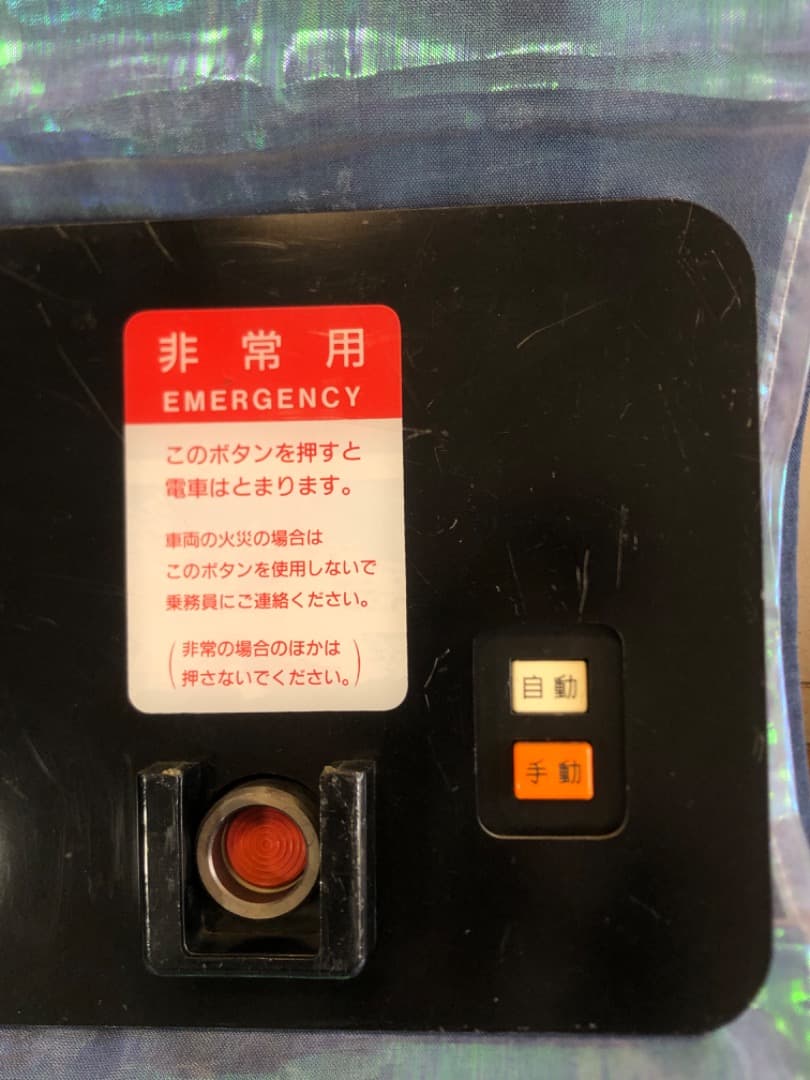 非常用
EMERGENCY
このボタンを押すと
電車はとまります。
車両の火災の場合は
このボタンを使用しないで
乗務員にご連絡ください。
(非常の場合のほかは
押さないでください。)
自動
手動